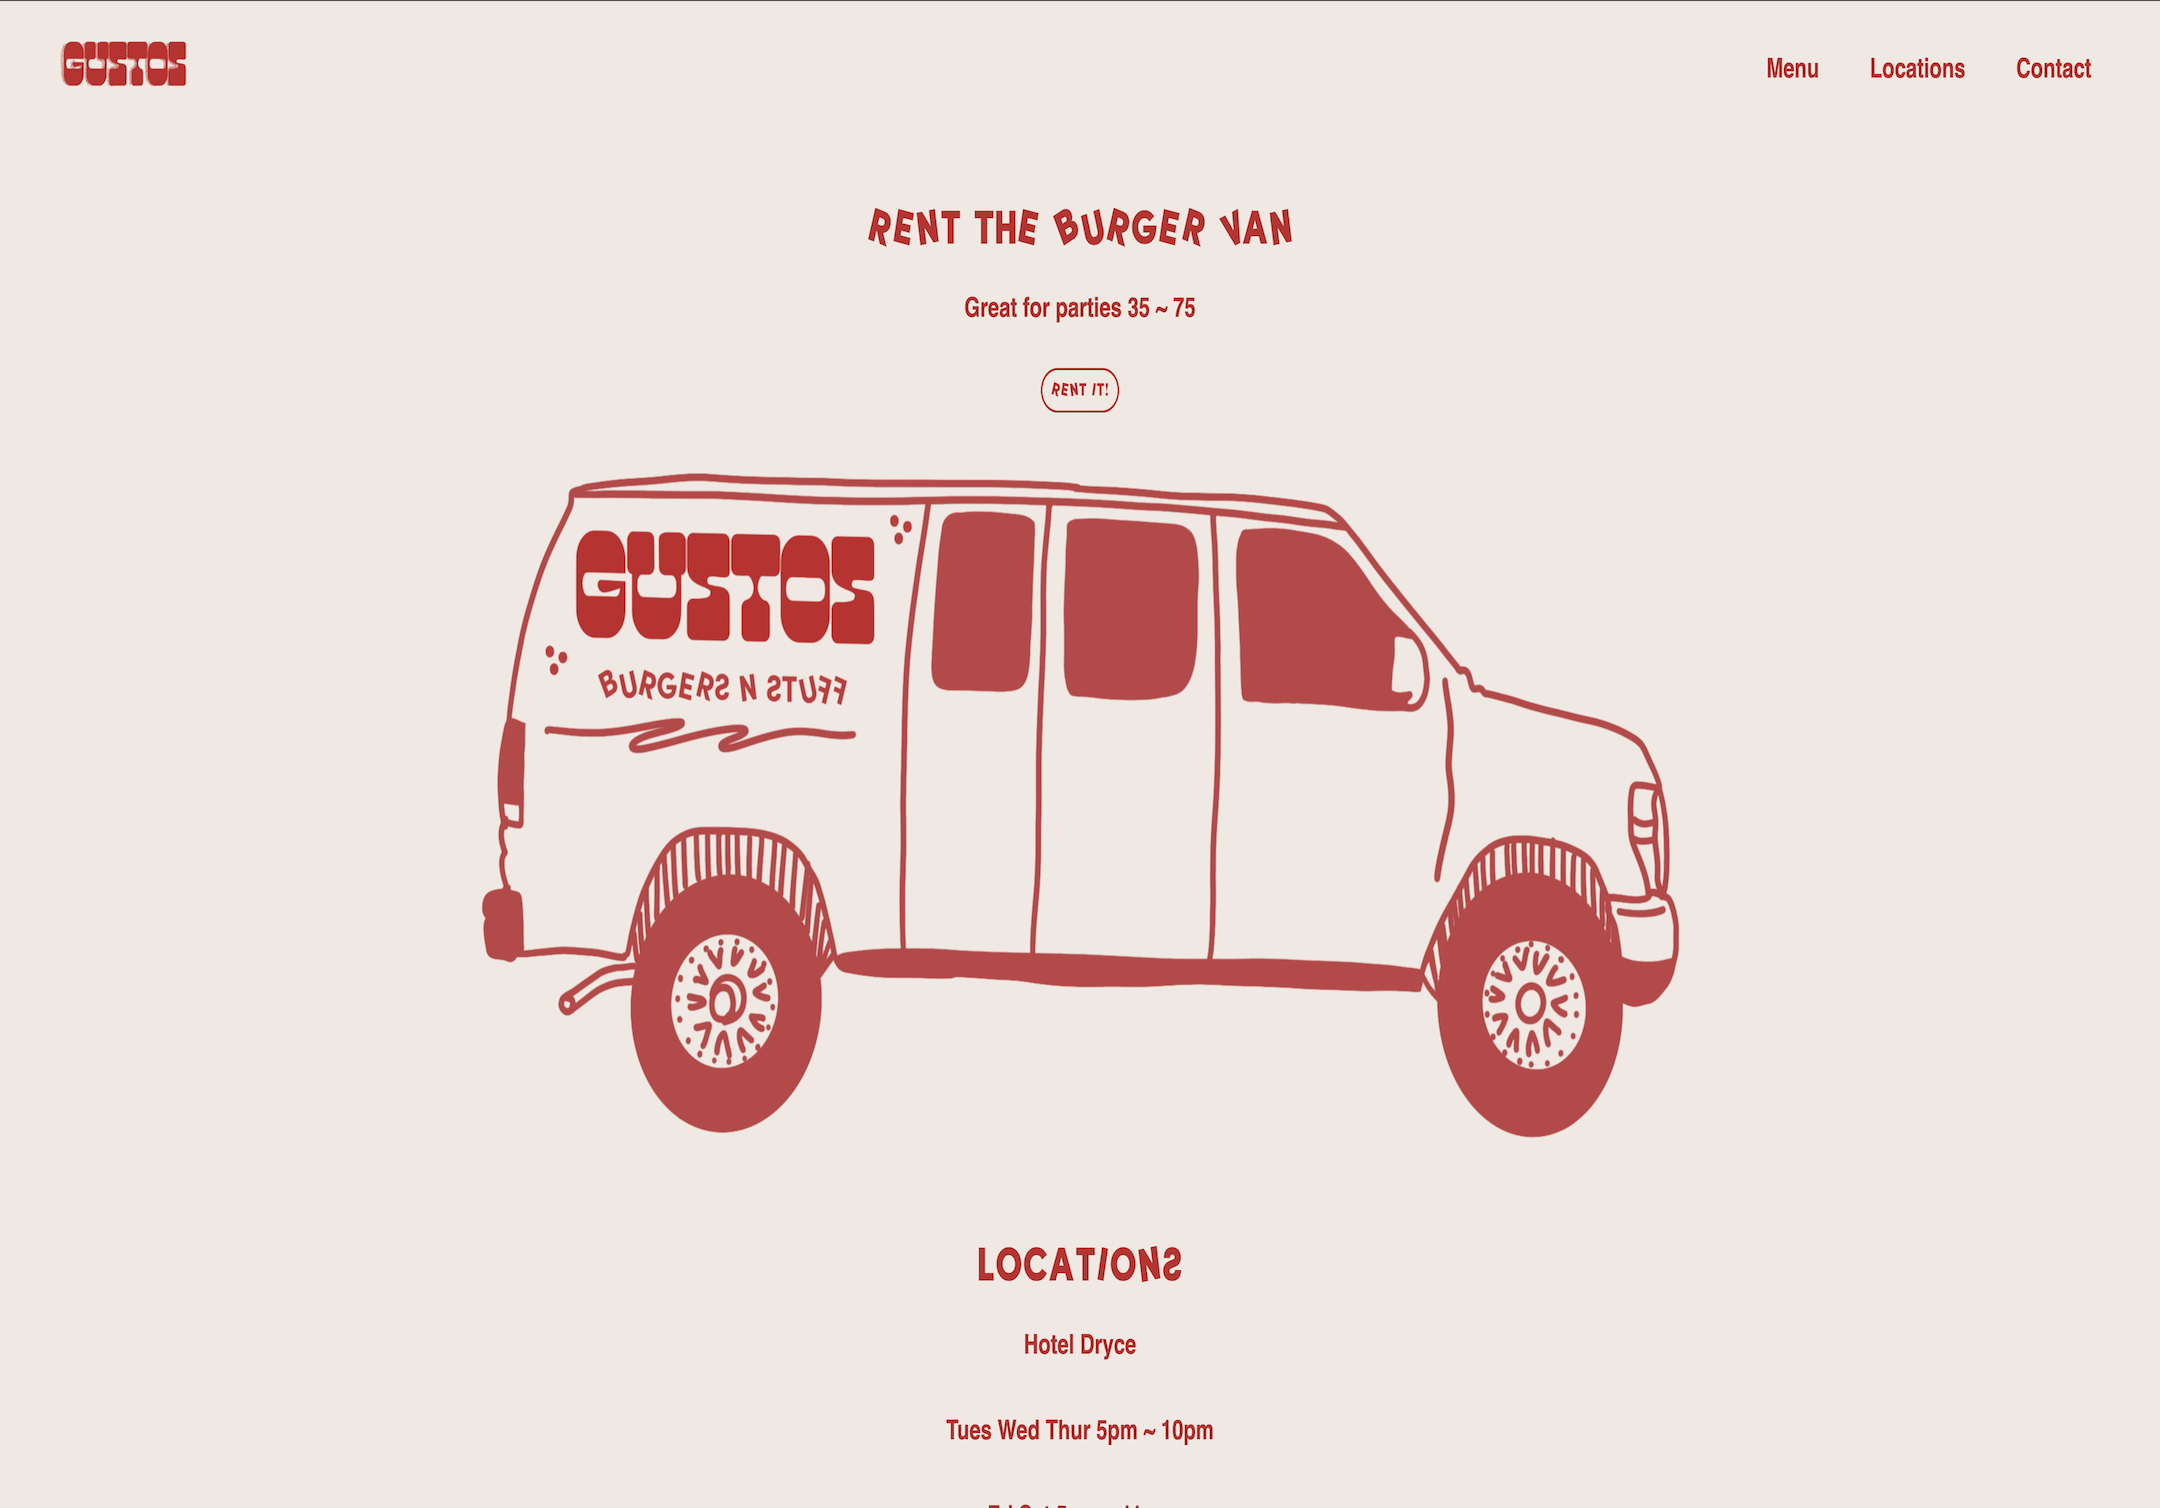 GUSTOS
Menu Locations Contact
RENT THE BURGER VAN
Great for parties 35 ~ 75
RENT IT!
GUSTOS
BURGERS N STUFF
LOCATIONS
Hotel Dryce
Tues Wed Thur 5pm ~ 10pm